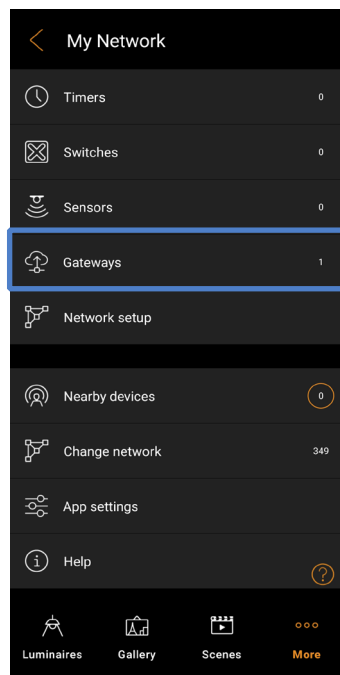 My Network
Timers 0
Switches 0
Sensors 0
Gateways 1
Network setup
Nearby devices 0
Change network 349
App settings
Help
?
Luminaires Gallery Scenes More